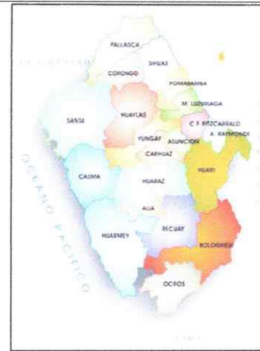 PALLASCA
SIHUAS
CORONGO
POMABAMBA
M. LUZURIAGA
HUAYLAS
SANTA
C.F. FITZCARRALD
A. RAYMONDI
YUNGAY
ASUNCION
CARHUAZ
HUARI
CASMA
HUARAZ
AIJA
HUARMEY
RECUAY
BOLOGNESI
OCROS
OCEANO PACIFICO